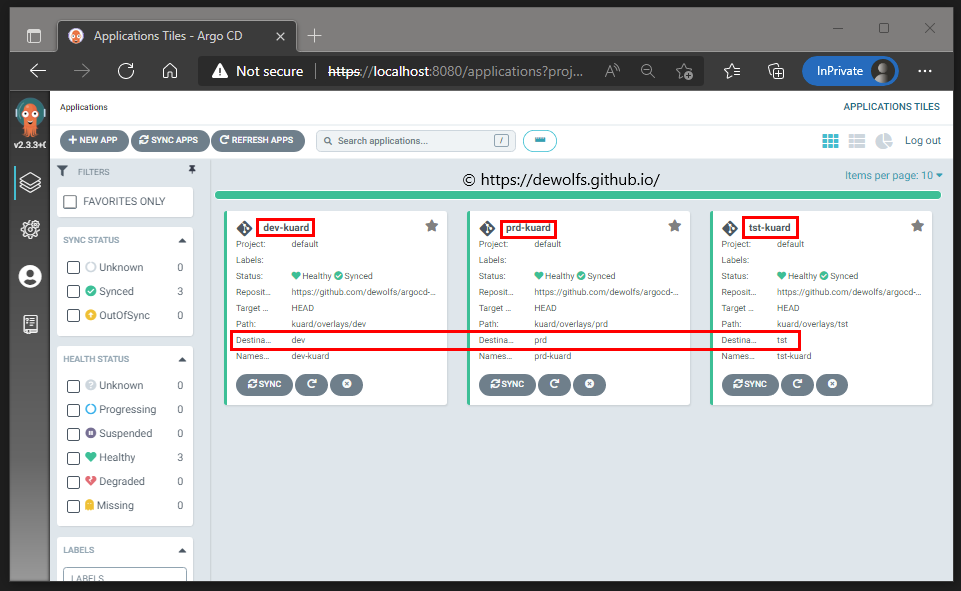 Applications Tiles - Argo CD
Not secure https://localhost:8080/applications?proj... A InPrivate
v2.3.3+
Applications
APPLICATIONS TILES
+ NEW APP SYNC APPS REFRESH APPS Search applications... / Log out
FILTERS
© https://dewolfs.github.io/
Items per page: 10
FAVORITES ONLY
SYNC STATUS
Unknown 0
Synced 3
OutOfSync 0
HEALTH STATUS
Unknown 0
Progressing 0
Suspended 0
Healthy 3
Degraded 0
Missing 0
LABELS
LABELS
dev-kuard
Project: default
Labels:
Status: Healthy Synced
Reposit... https://github.com/dewolfs/argocd-...
Target ... HEAD
Path: kuard/overlays/dev
Destina... dev
Names... dev-kuard
SYNC
prd-kuard
Project: default
Labels:
Status: Healthy Synced
Reposit... https://github.com/dewolfs/argocd-...
Target ... HEAD
Path: kuard/overlays/prd
Destina... prd
Names... prd-kuard
SYNC
tst-kuard
Project: default
Labels:
Status: Healthy Synced
Reposit... https://github.com/dewolfs/argocd-...
Target ... HEAD
Path: kuard/overlays/tst
Destina... tst
Names... tst-kuard
SYNC